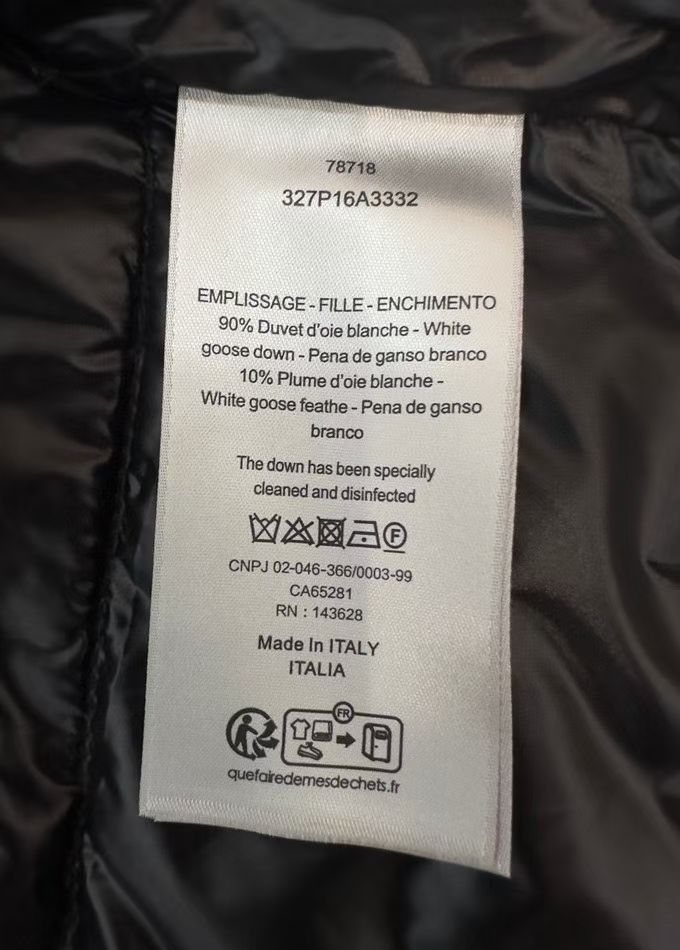 78718
327P16A3332
EMPLISSAGE - FILLE - ENCHIMENTO
90% Duvet d'oie blanche - White
goose down - Pena de ganso branco
10% Plume d'oie blanche -
White goose feathe - Pena de ganso
branco
The down has been specially
cleaned and disinfected
F
CNPJ 02-046-366/0003-99
CA65281
RN : 143628
Made In ITALY
ITALIA
FR
quefairedemesdechets.fr